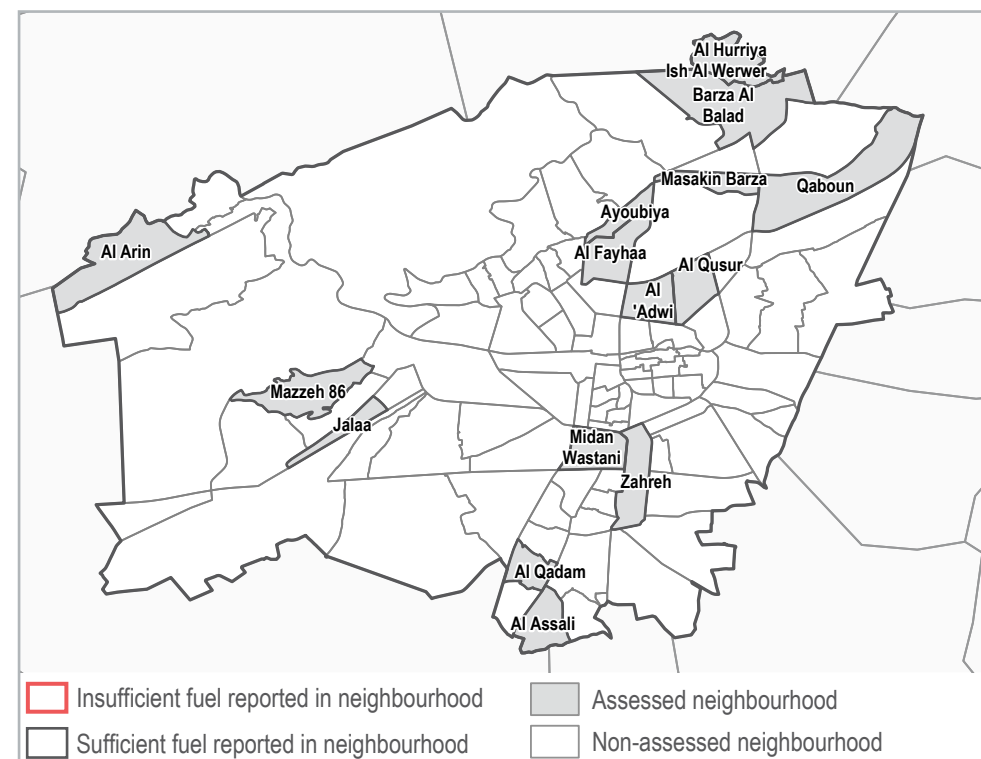 Al Hurriya
Ish Al Werwer
Barza Al
Balad
Masakin Barza
Qaboun
Ayoubiya
Al Arin
Al Fayhaa
Al Qusur
Al
'Adwi
Mazzeh 86
Jalaa
Midan
Wastani
Zahreh
Al Qadam
Al Assali
Insufficient fuel reported in neighbourhood
Assessed neighbourhood
Sufficient fuel reported in neighbourhood
Non-assessed neighbourhood